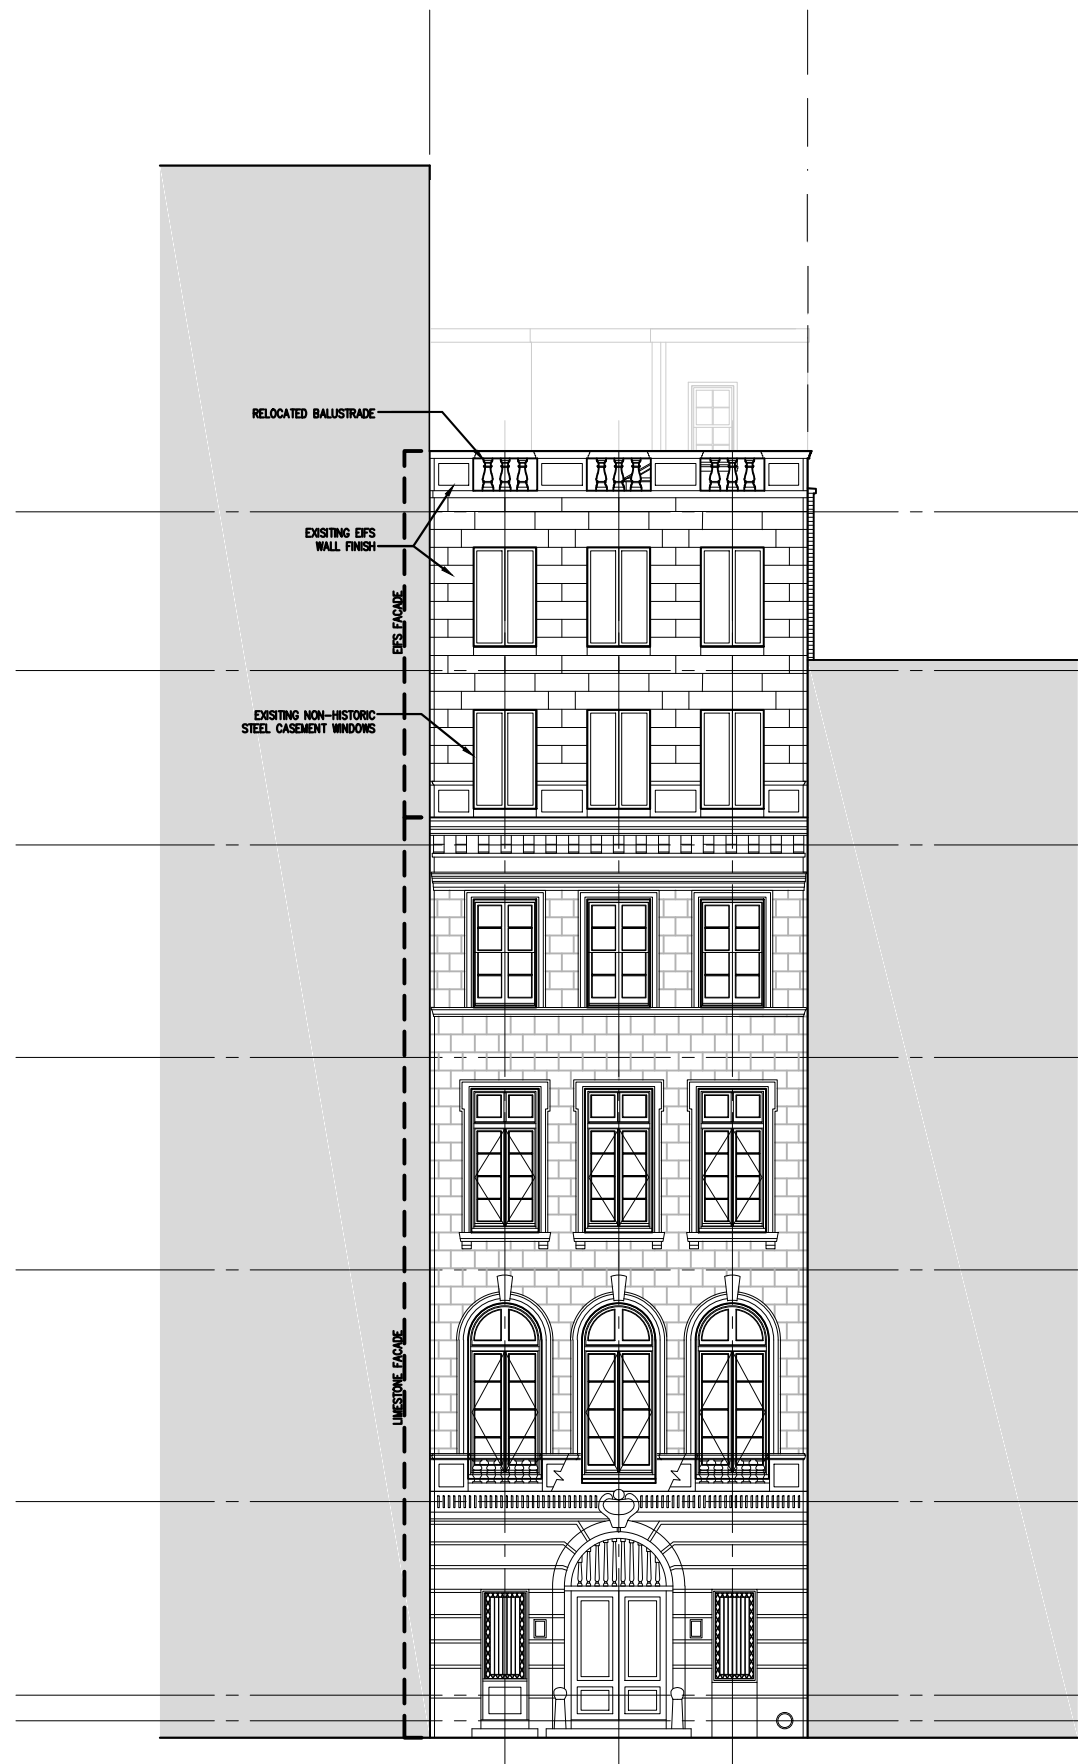 RELOCATED BALUSTRADE
EXISITING EIFS
WALL FINISH
EIFS FACADE
EXISITING NON-HISTORIC
STEEL CASEMENT WINDOWS
LIMESTONE FACADE